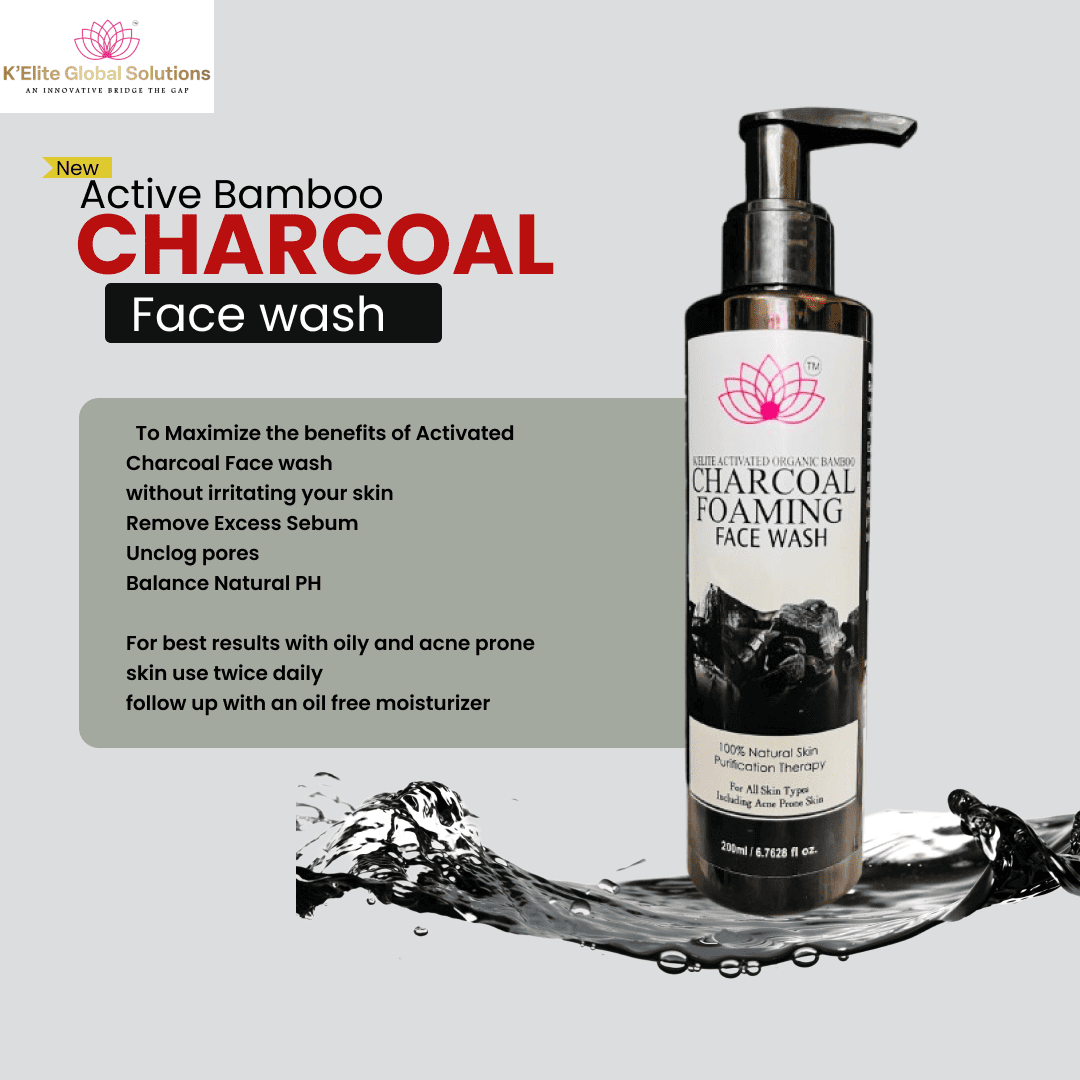 TM
K'Elite Global Solutions
AN INNOVATIVE BRIDGE THE GAP
New
Active Bamboo
CHARCOAL
Face wash
To Maximize the benefits of Activated
Charcoal Face wash
without irritating your skin
Remove Excess Sebum
Unclog pores
Balance Natural PH
For best results with oily and acne prone
skin use twice daily
follow up with an oil free moisturizer
TM
K'ELITE ACTIVATED ORGANIC BAMBOO
CHARCOAL
FOAMING
FACE WASH
100% Natural Skin
Purification Therapy
For All Skin Types
Including Acne Prone Skin
200ml / 6.7628 fl oz.